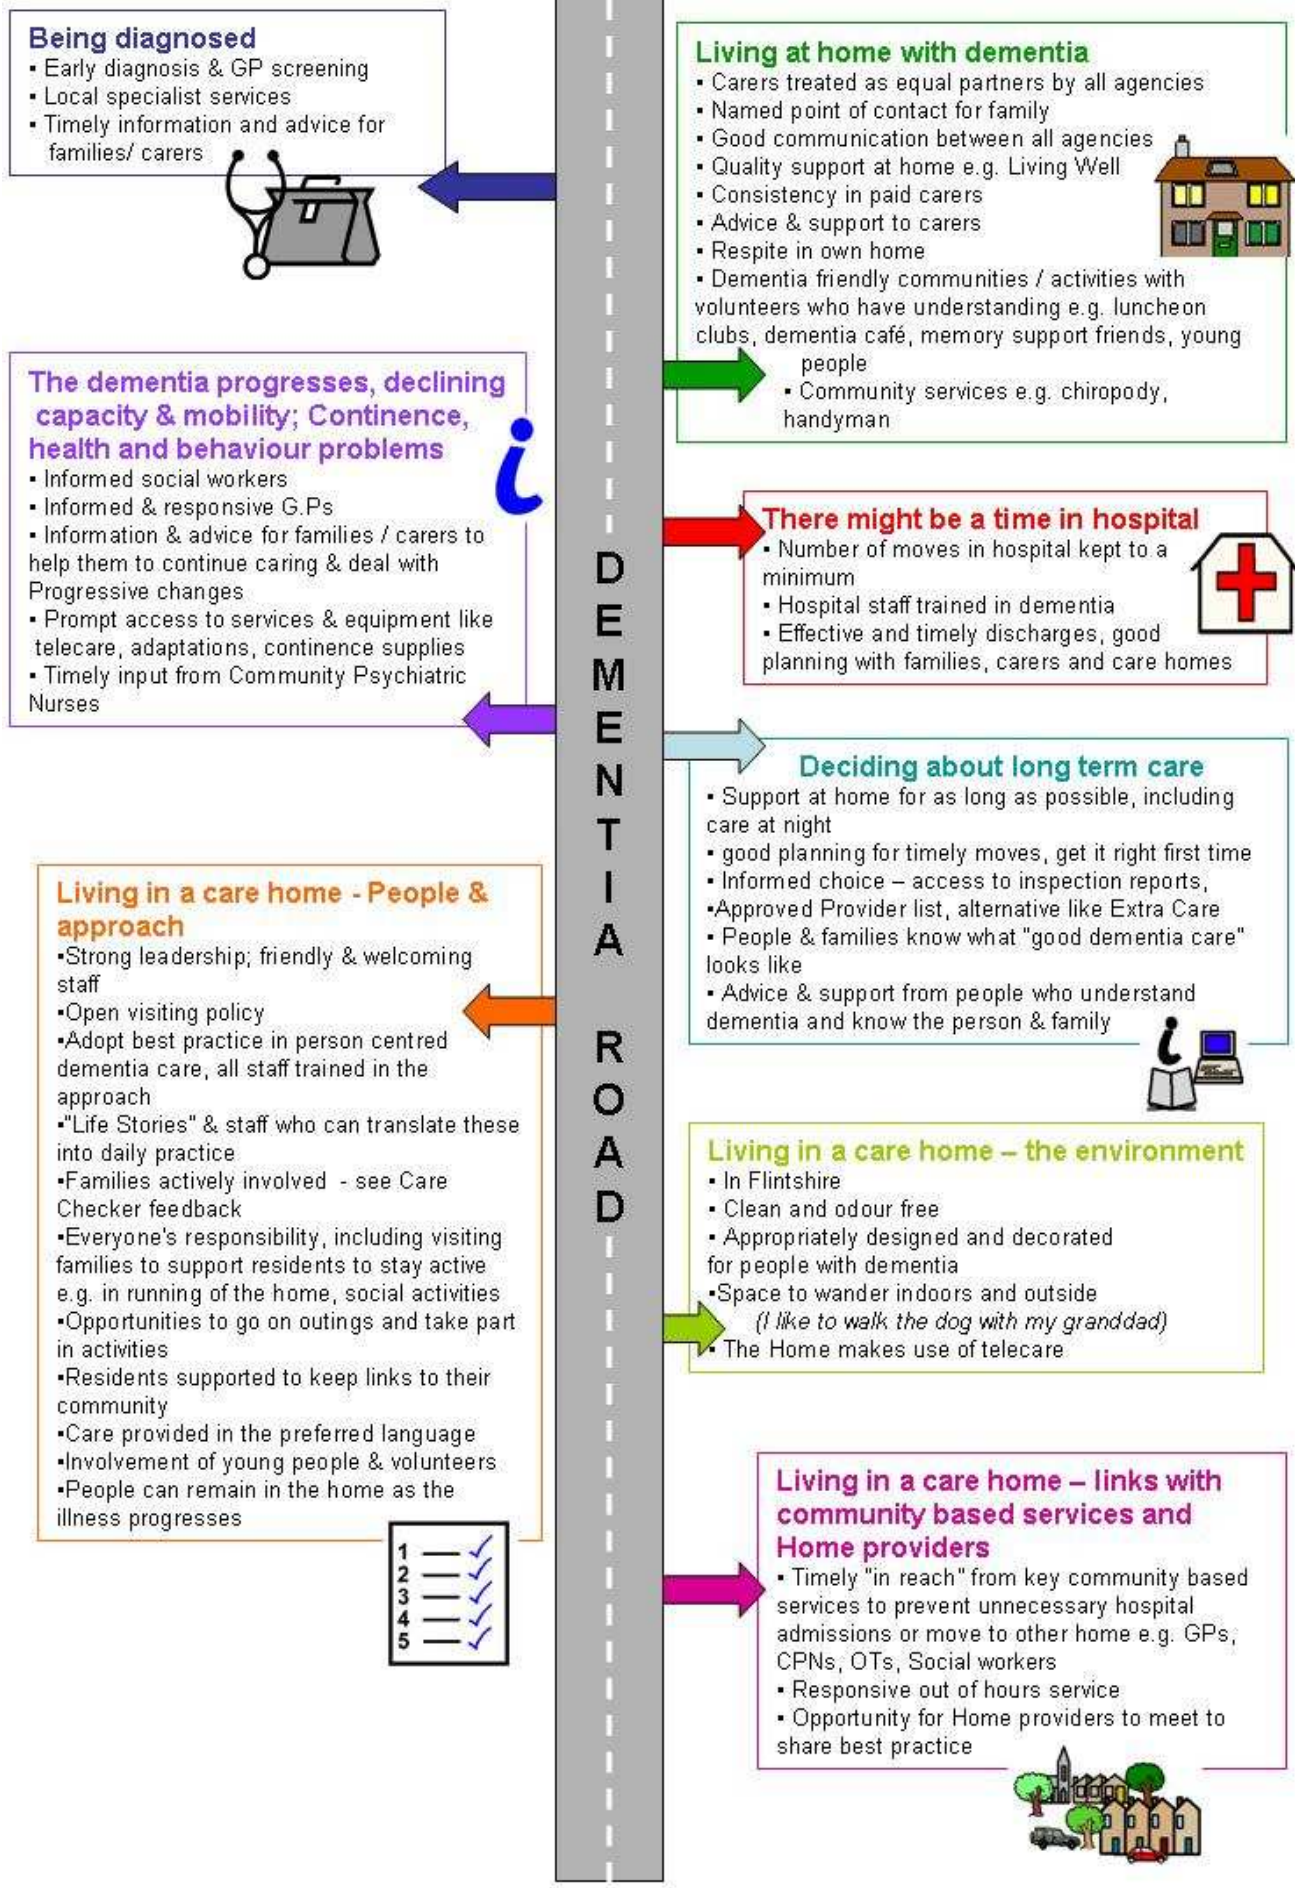 Being diagnosed
▪ Early diagnosis & GP screening
▪ Local specialist services
▪ Timely information and advice for
families/ carers
Living at home with dementia
▪ Carers treated as equal partners by all agencies
▪ Named point of contact for family
▪ Good communication between all agencies
▪ Quality support at home e.g. Living Well
▪ Consistency in paid carers
▪ Advice & support to carers
▪ Respite in own home
▪ Dementia friendly communities / activities with
volunteers who have understanding e.g. luncheon
clubs, dementia café, memory support friends, young
people
▪ Community services e.g. chiropody,
handyman
The dementia progresses, declining
capacity & mobility; Continence,
health and behaviour problems
▪ Informed social workers
▪ Informed & responsive G.Ps
▪ Information & advice for families / carers to
help them to continue caring & deal with
Progressive changes
▪ Prompt access to services & equipment like
telecare, adaptations, continence supplies
▪ Timely input from Community Psychiatric
Nurses
i
There might be a time in hospital
▪ Number of moves in hospital kept to a
minimum
▪ Hospital staff trained in dementia
▪ Effective and timely discharges, good
planning with families, carers and care homes
DEMENTIA ROAD
Deciding about long term care
▪ Support at home for as long as possible, including
care at night
▪ good planning for timely moves, get it right first time
▪ Informed choice – access to inspection reports,
▪Approved Provider list, alternative like Extra Care
▪ People & families know what "good dementia care"
looks like
▪ Advice & support from people who understand
dementia and know the person & family
i
Living in a care home - People &
approach
▪Strong leadership; friendly & welcoming
staff
▪Open visiting policy
▪Adopt best practice in person centred
dementia care, all staff trained in the
approach
▪"Life Stories" & staff who can translate these
into daily practice
▪Families actively involved - see Care
Checker feedback
▪Everyone's responsibility, including visiting
families to support residents to stay active
e.g. in running of the home, social activities
▪Opportunities to go on outings and take part
in activities
▪Residents supported to keep links to their
community
▪Care provided in the preferred language
▪Involvement of young people & volunteers
▪People can remain in the home as the
illness progresses
1
2
3
4
5
Living in a care home – the environment
▪ In Flintshire
▪ Clean and odour free
▪ Appropriately designed and decorated
for people with dementia
▪Space to wander indoors and outside
(I like to walk the dog with my granddad)
▪ The Home makes use of telecare
Living in a care home – links with
community based services and
Home providers
▪ Timely "in reach" from key community based
services to prevent unnecessary hospital
admissions or move to other home e.g. GPs,
CPNs, OTs, Social workers
▪ Responsive out of hours service
▪ Opportunity for Home providers to meet to
share best practice